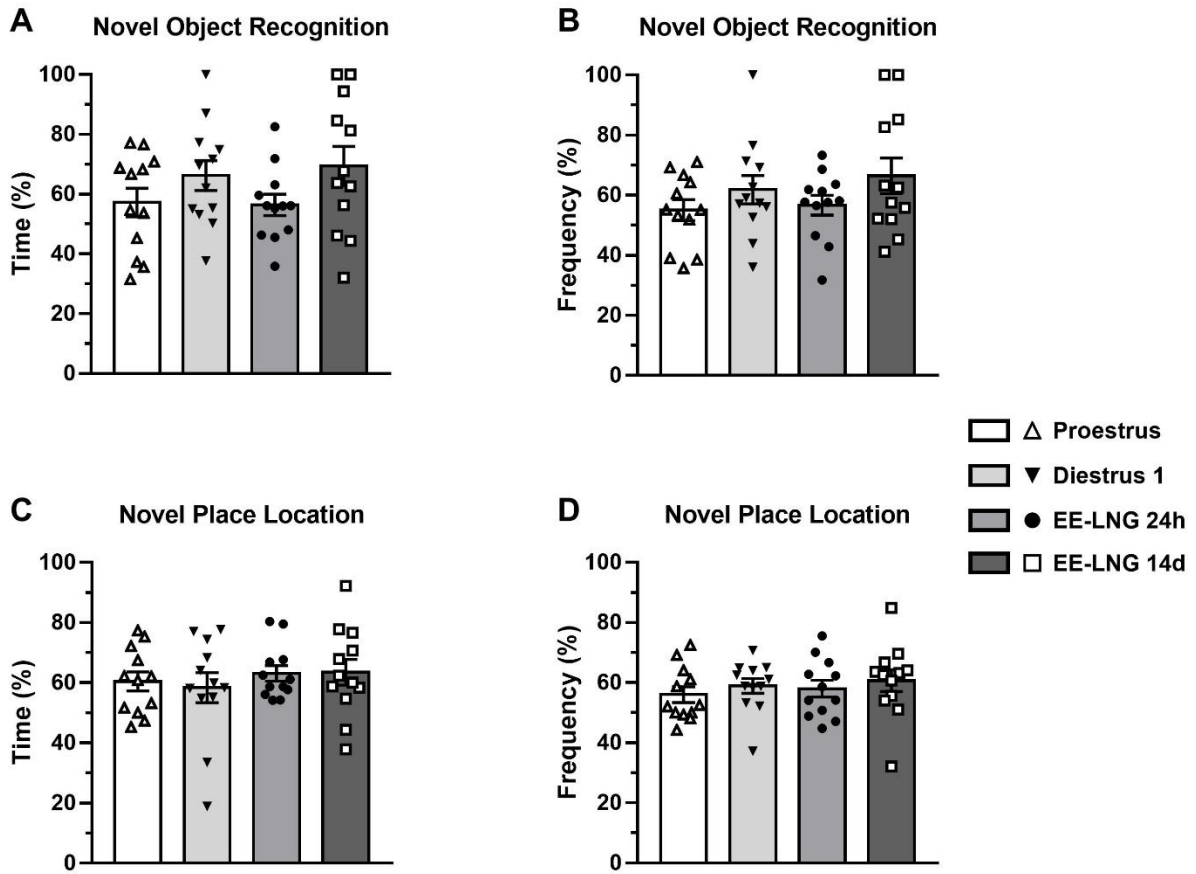 A Novel Object Recognition
Time (%)
100
80
60
40
20
0
B Novel Object Recognition
Frequency (%)
100
80
60
40
20
0
Proestrus
Diestrus 1
EE-LNG 24h
EE-LNG 14d
C Novel Place Location
Time (%)
100
80
60
40
20
0
D Novel Place Location
Frequency (%)
100
80
60
40
20
0